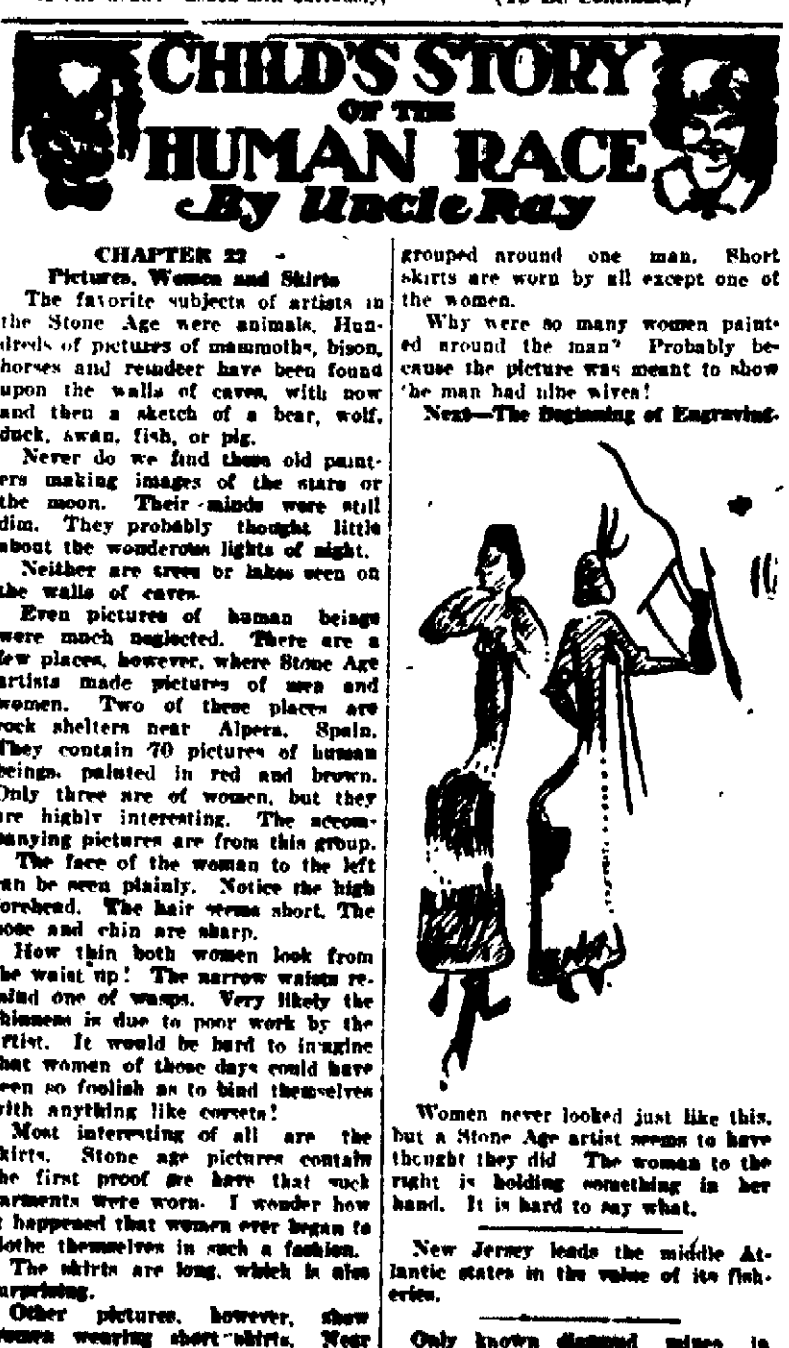 CHILD'S STORY
OF THE
HUMAN RACE
By Uncle Ray
CHAPTER 22
Pictures, Women and Skirts
The favorite subjects of artists in
the Stone Age were animals. Hun-
dreds of pictures of mammoths, bison,
horses and reindeer have been found
upon the walls of caves, with now
and then a sketch of a bear, wolf,
duck, swan, fish, or pig.
Never do we find these old paint-
ers making images of the stars or
the moon. Their minds were still
dim. They probably thought little
about the wonderous lights of night.
Neither are trees or lakes seen on
the walls of caves.
Even pictures of human beings
were much neglected. There are a
few places, however, where Stone Age
artists made pictures of men and
women. Two of these places are
rock shelters near Alpera, Spain.
They contain 70 pictures of human
beings, painted in red and brown.
Only three are of women, but they
are highly interesting. The accom-
panying pictures are from this group.
The face of the woman to the left
can be seen plainly. Notice the high
forehead. The hair seems short. The
nose and chin are sharp.
How thin both women look from
the waist up! The narrow waists re-
mind one of wasps. Very likely the
thinness is due to poor work by the
artist. It would be hard to imagine
that women of those days could have
been so foolish as to bind themselves
with anything like corsets!
Most interesting of all are the
skirts. Stone age pictures contain
the first proof we have that such
garments were worn. I wonder how
it happened that women ever began to
clothe themselves in such a fashion.
The skirts are long, which is also
surprising.
Other pictures, however, show
women wearing short skirts. Near
grouped around one man. Short
skirts are worn by all except one of
the women.
Why were so many women paint-
ed around the man? Probably be-
cause the picture was meant to show
the man had nine wives!
Next—The Beginning of Engraving.
Women never looked just like this,
but a Stone Age artist seems to have
thought they did The woman to the
right is holding something in her
hand. It is hard to say what.
New Jersey leads the middle At-
lantic states in the value of its fish-
eries.
Only known diamond mines in